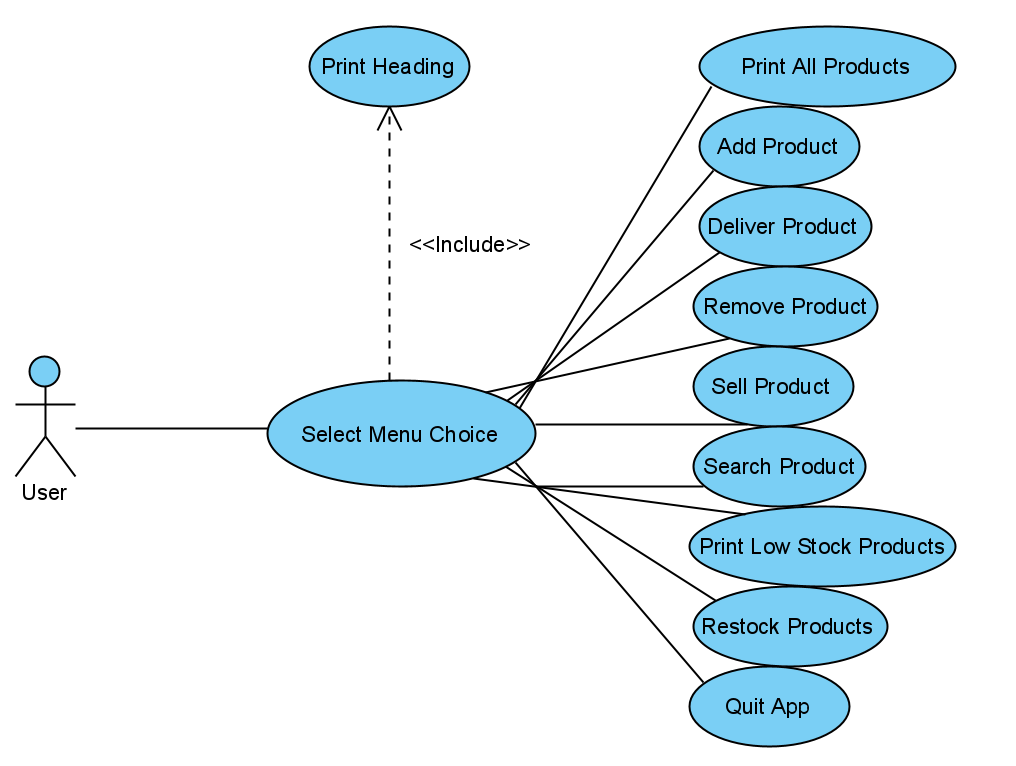 Print Heading
Print All Products
Add Product
Deliver Product
<<Include>>
Remove Product
Sell Product
Select Menu Choice
Search Product
User
Print Low Stock Products
Restock Products
Quit App